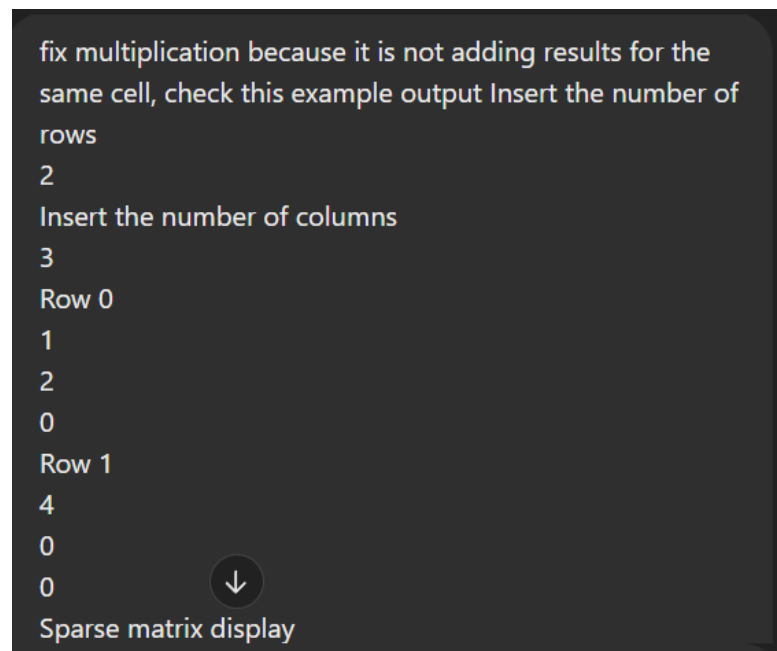 fix multiplication because it is not adding results for the
same cell, check this example output Insert the number of
rows
2
Insert the number of columns
3
Row 0
1
2
0
Row 1
4
0
0
Sparse matrix display